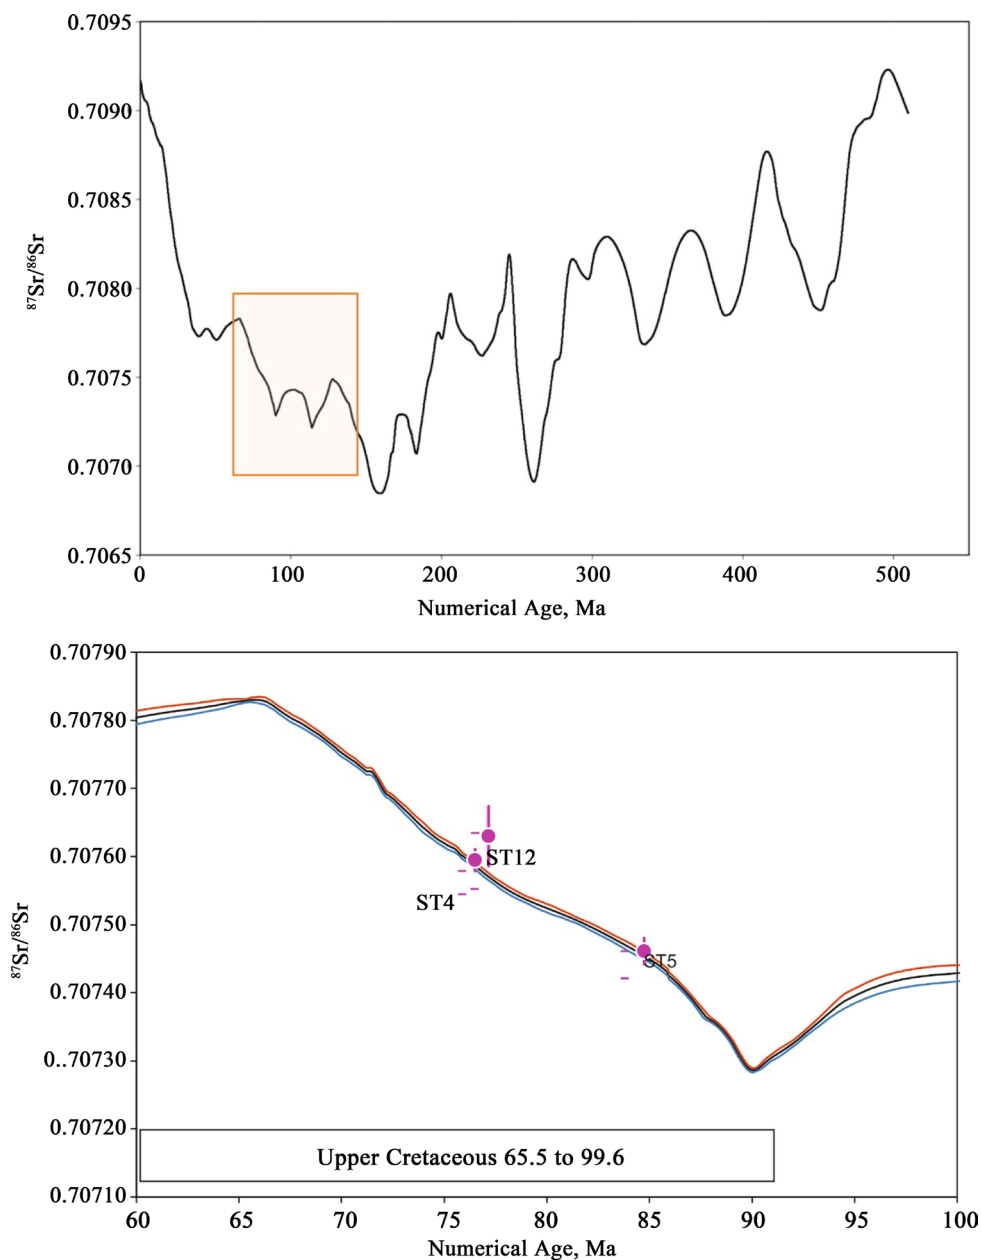 0.7095
0.7090
0.7085
0.7080
0.7075
0.7070
0.7065
⁸⁷Sr/⁸⁶Sr
0 100 200 300 400 500
Numerical Age, Ma
0.70790
0.70780
0.70770
0.70760
0.70750
0.70740
0..70730
0.70720
0.70710
⁸⁷Sr/⁸⁶Sr
ST12
ST4
ST5
Upper Cretaceous 65.5 to 99.6
60 65 70 75 80 85 90 95 100
Numerical Age, Ma